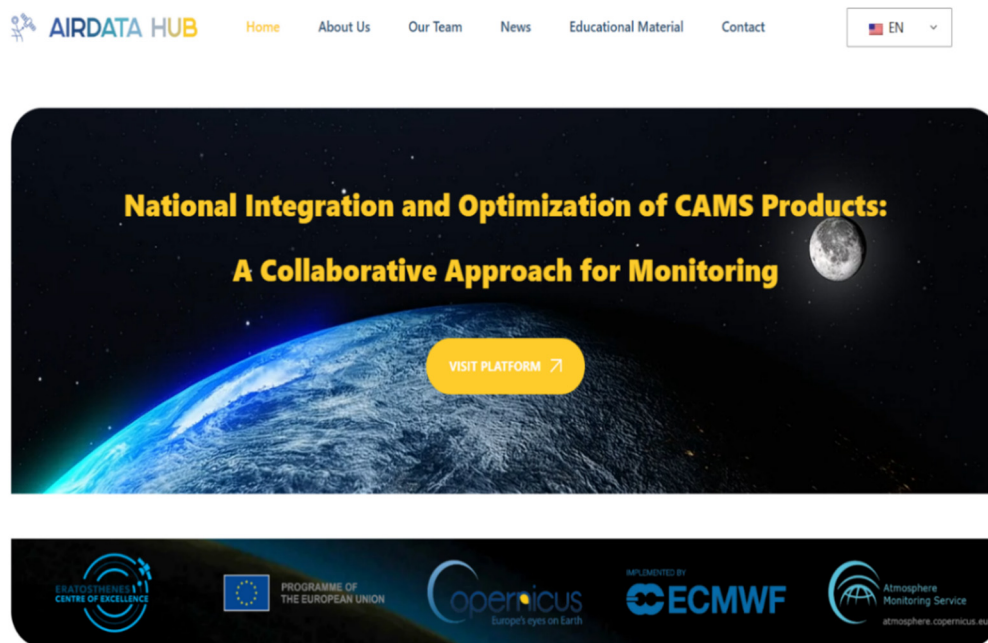 AIRDATA HUB
Home
About Us
Our Team
News
Educational Material
Contact
EN
National Integration and Optimization of CAMS Products:
A Collaborative Approach for Monitoring
VISIT PLATFORM
ERATOSTHENES
CENTRE OF EXCELLENCE
PROGRAMME OF
THE EUROPEAN UNION
opernicus
Europe's eyes on Earth
IMPLEMENTED BY
ECMWF
Atmosphere
Monitoring Service
atmosphere.copernicus.eu